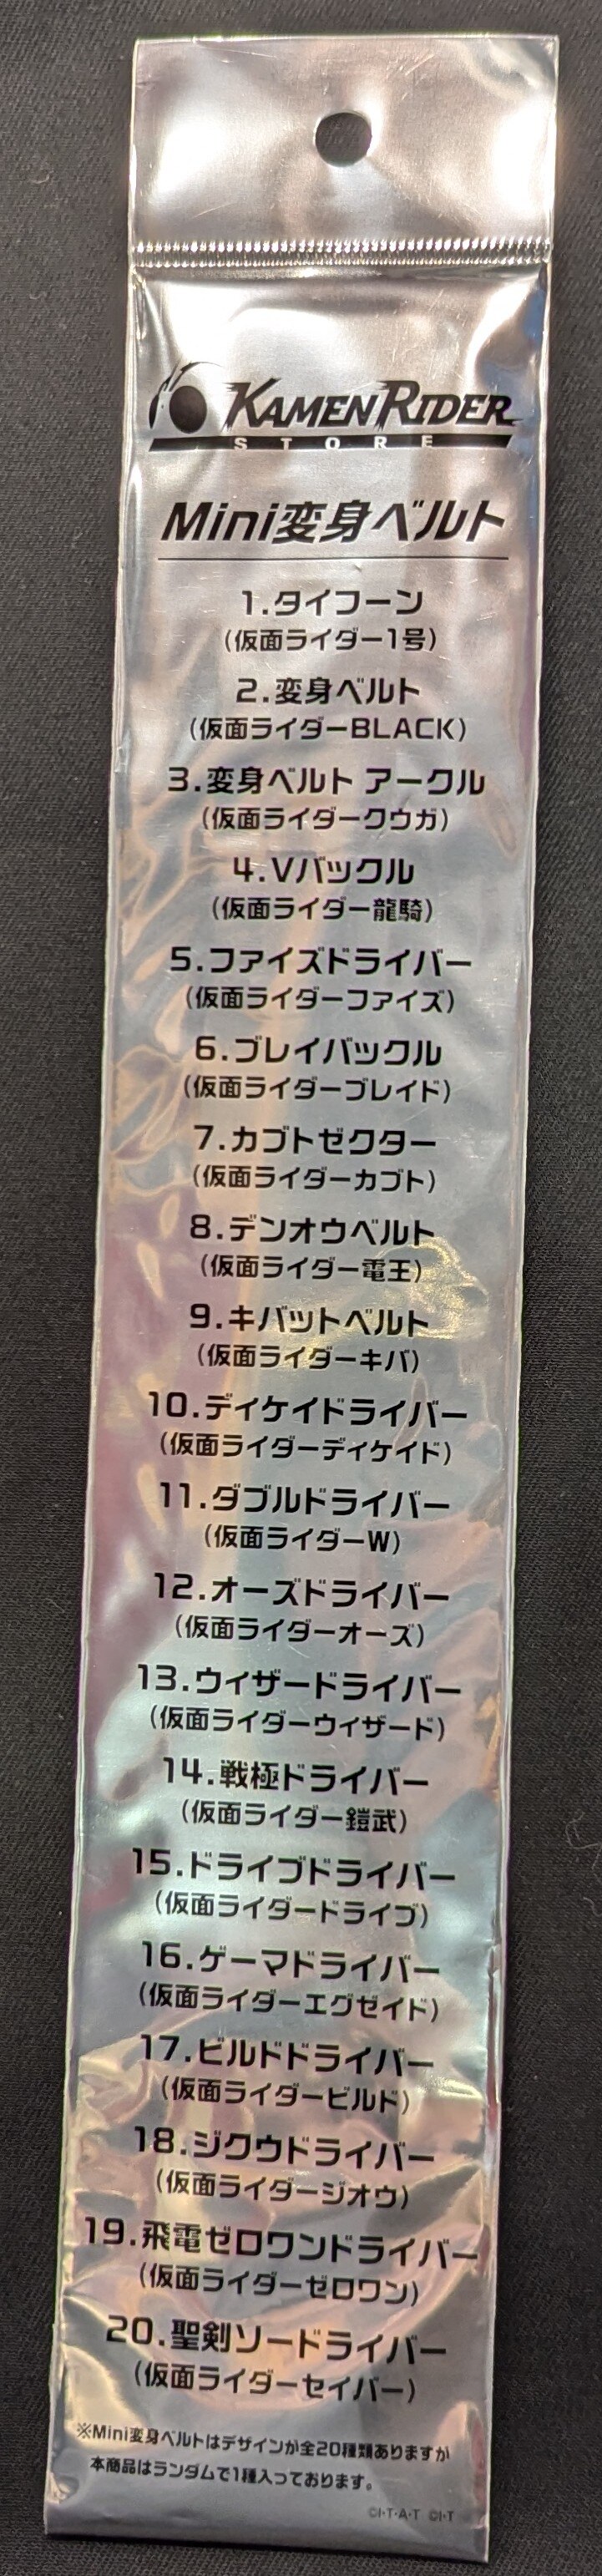 KAMEN RIDER
STORE
Mini変身ベルト
1.タイフーン
(仮面ライダー1号)
2.変身ベルト
(仮面ライダーBLACK)
3.変身ベルト アークル
(仮面ライダークウガ)
4.Vバックル
(仮面ライダー龍騎)
5.ファイズドライバー
(仮面ライダーファイズ)
6.ブレイバックル
(仮面ライダーブレイド)
7.カブトゼクター
(仮面ライダーカブト)
8.デンオウベルト
(仮面ライダー電王)
9.キバットベルト
(仮面ライダーキバ)
10.ディケイドライバー
(仮面ライダーディケイド)
11.ダブルドライバー
(仮面ライダーW)
12.オーズドライバー
(仮面ライダーオーズ)
13.ウィザードライバー
(仮面ライダーウィザード)
14.戦極ドライバー
(仮面ライダー鎧武)
15.ドライブドライバー
(仮面ライダードライブ)
16.ゲーマドライバー
(仮面ライダーエグゼイド)
17.ビルドドライバー
(仮面ライダービルド)
18.ジクウドライバー
(仮面ライダージオウ)
19.飛電ゼロワンドライバー
(仮面ライダーゼロワン)
20.聖剣ソードライバー
(仮面ライダーセイバー)
※Mini変身ベルトはデザインが全20種類ありますが
本商品はランダムで1種入っております。
©I・T・A・T ©I・T